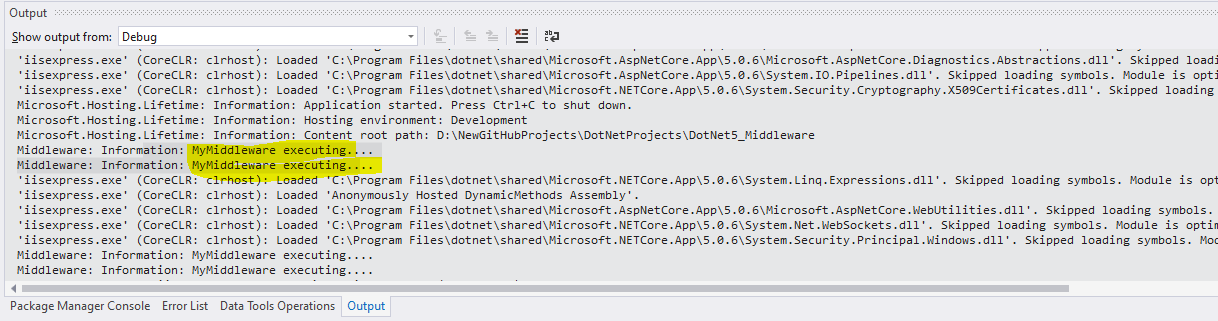 Output
Show output from: Debug
'iisexpress.exe' (CoreCLR: clrhost): Loaded 'C:\Program Files\dotnet\shared\Microsoft.AspNetCore.App\5.0.6\Microsoft.AspNetCore.Diagnostics.Abstractions.dll'. Skipped loadi
'iisexpress.exe' (CoreCLR: clrhost): Loaded 'C:\Program Files\dotnet\shared\Microsoft.AspNetCore.App\5.0.6\System.IO.Pipelines.dll'. Skipped loading symbols. Module is opti
'iisexpress.exe' (CoreCLR: clrhost): Loaded 'C:\Program Files\dotnet\shared\Microsoft.NETCore.App\5.0.6\System.Security.Cryptography.X509Certificates.dll'. Skipped loading
Microsoft.Hosting.Lifetime: Information: Application started. Press Ctrl+C to shut down.
Microsoft.Hosting.Lifetime: Information: Hosting environment: Development
Microsoft.Hosting.Lifetime: Information: Content root path: D:\NewGitHubProjects\DotNetProjects\DotNet5_Middleware
Middleware: Information: MyMiddleware executing....
Middleware: Information: MyMiddleware executing....
'iisexpress.exe' (CoreCLR: clrhost): Loaded 'C:\Program Files\dotnet\shared\Microsoft.NETCore.App\5.0.6\System.Linq.Expressions.dll'. Skipped loading symbols. Module is opt
'iisexpress.exe' (CoreCLR: clrhost): Loaded 'Anonymously Hosted DynamicMethods Assembly'.
'iisexpress.exe' (CoreCLR: clrhost): Loaded 'C:\Program Files\dotnet\shared\Microsoft.AspNetCore.App\5.0.6\Microsoft.AspNetCore.WebUtilities.dll'. Skipped loading symbols.
'iisexpress.exe' (CoreCLR: clrhost): Loaded 'C:\Program Files\dotnet\shared\Microsoft.NETCore.App\5.0.6\System.Net.WebSockets.dll'. Skipped loading symbols. Module is optim
'iisexpress.exe' (CoreCLR: clrhost): Loaded 'C:\Program Files\dotnet\shared\Microsoft.NETCore.App\5.0.6\System.Security.Principal.Windows.dll'. Skipped loading symbols. Mod
Middleware: Information: MyMiddleware executing....
Middleware: Information: MyMiddleware executing....
Package Manager Console Error List Data Tools Operations Output